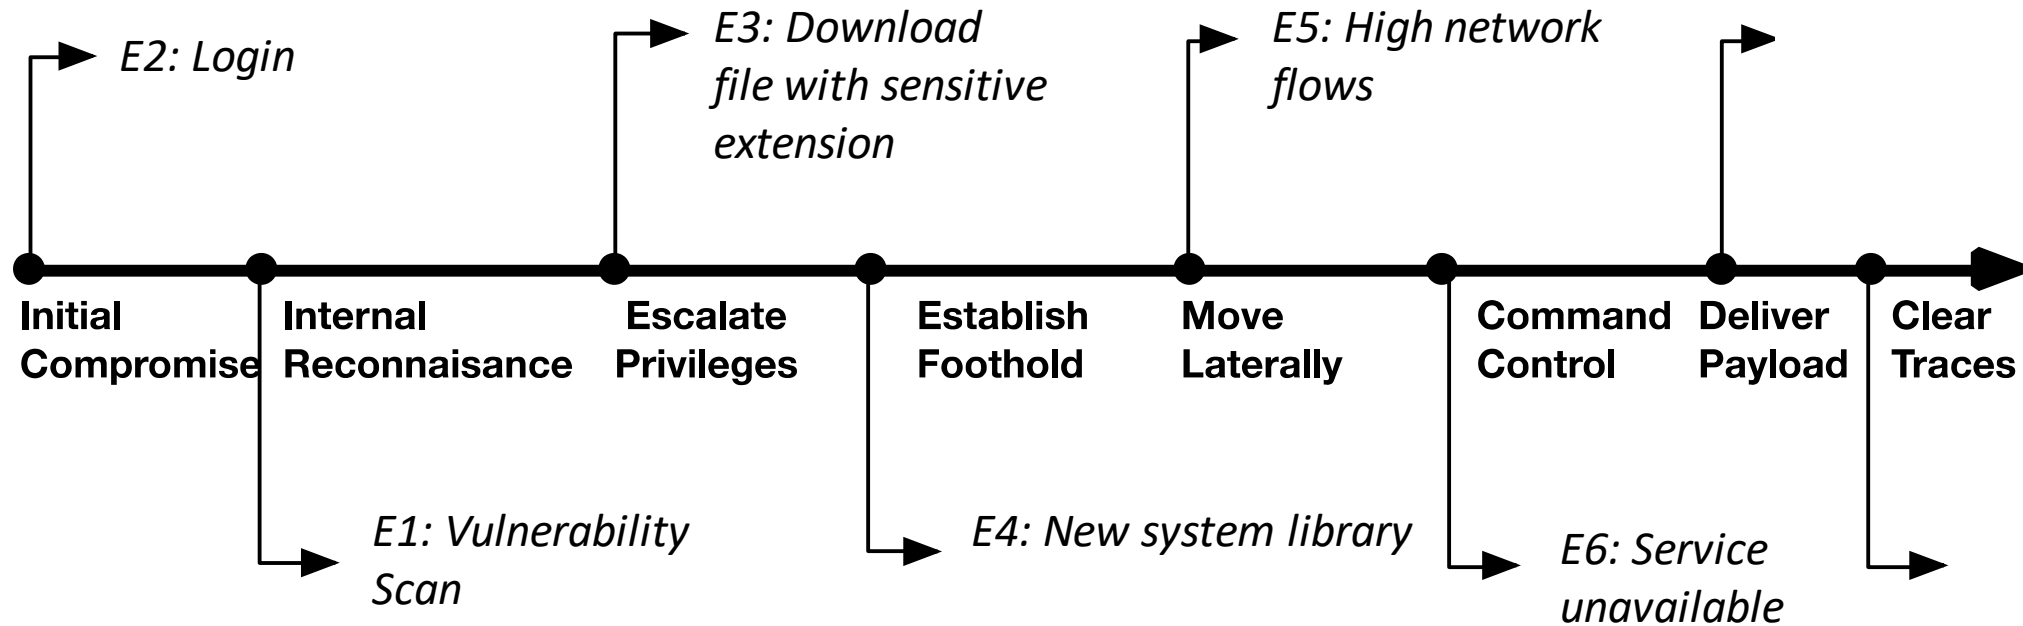 E2: Login
E3: Download
file with sensitive
extension
E5: High network
flows
Initial
Compromise
Internal
Reconnaisance
Escalate
Privileges
Establish
Foothold
Move
Laterally
Command
Control
Deliver
Payload
Clear
Traces
E1: Vulnerability
Scan
E4: New system library
E6: Service
unavailable